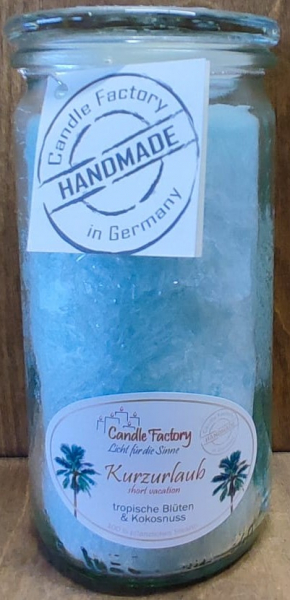 Candle Factory
HANDMADE
in Germany
Candle Factory
Licht für die Sinne
Kurzurlaub
short vacation
tropische Blüten
& Kokosnuss